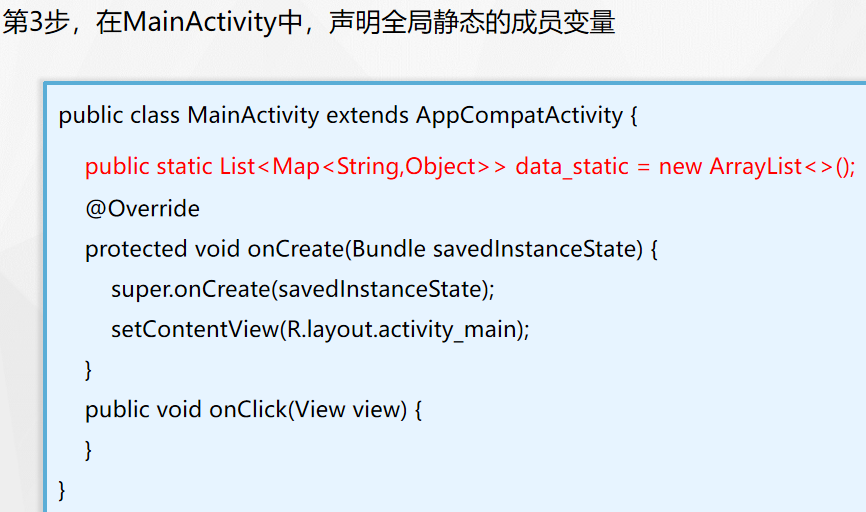 第3步，在MainActivity中，声明全局静态的成员变量
public class MainActivity extends AppCompatActivity {
public static List<Map<String,Object>> data_static = new ArrayList<>();
@Override
protected void onCreate(Bundle savedInstanceState) {
super.onCreate(savedInstanceState);
setContentView(R.layout.activity_main);
}
public void onClick(View view) {
}
}